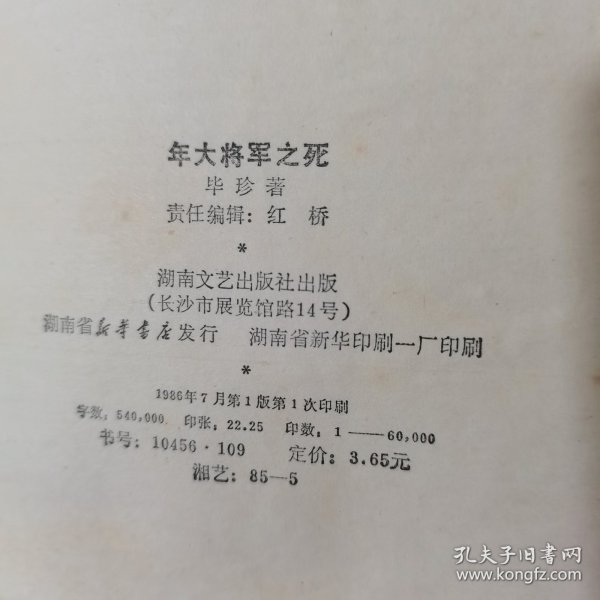 年大将军之死
毕珍著
责任编辑：红 桥
*
湖南文艺出版社出版
(长沙市展览馆路14号)
湖南省新华书店发行 湖南省新华印刷一厂印刷
*
1986年7月第1版第1次印刷
字数：540,000 印张：22.25 印数：1——60,000
书号：10456·109 定价：3.65元
湘艺：85—5
孔夫子旧书网
www.kongfz.com